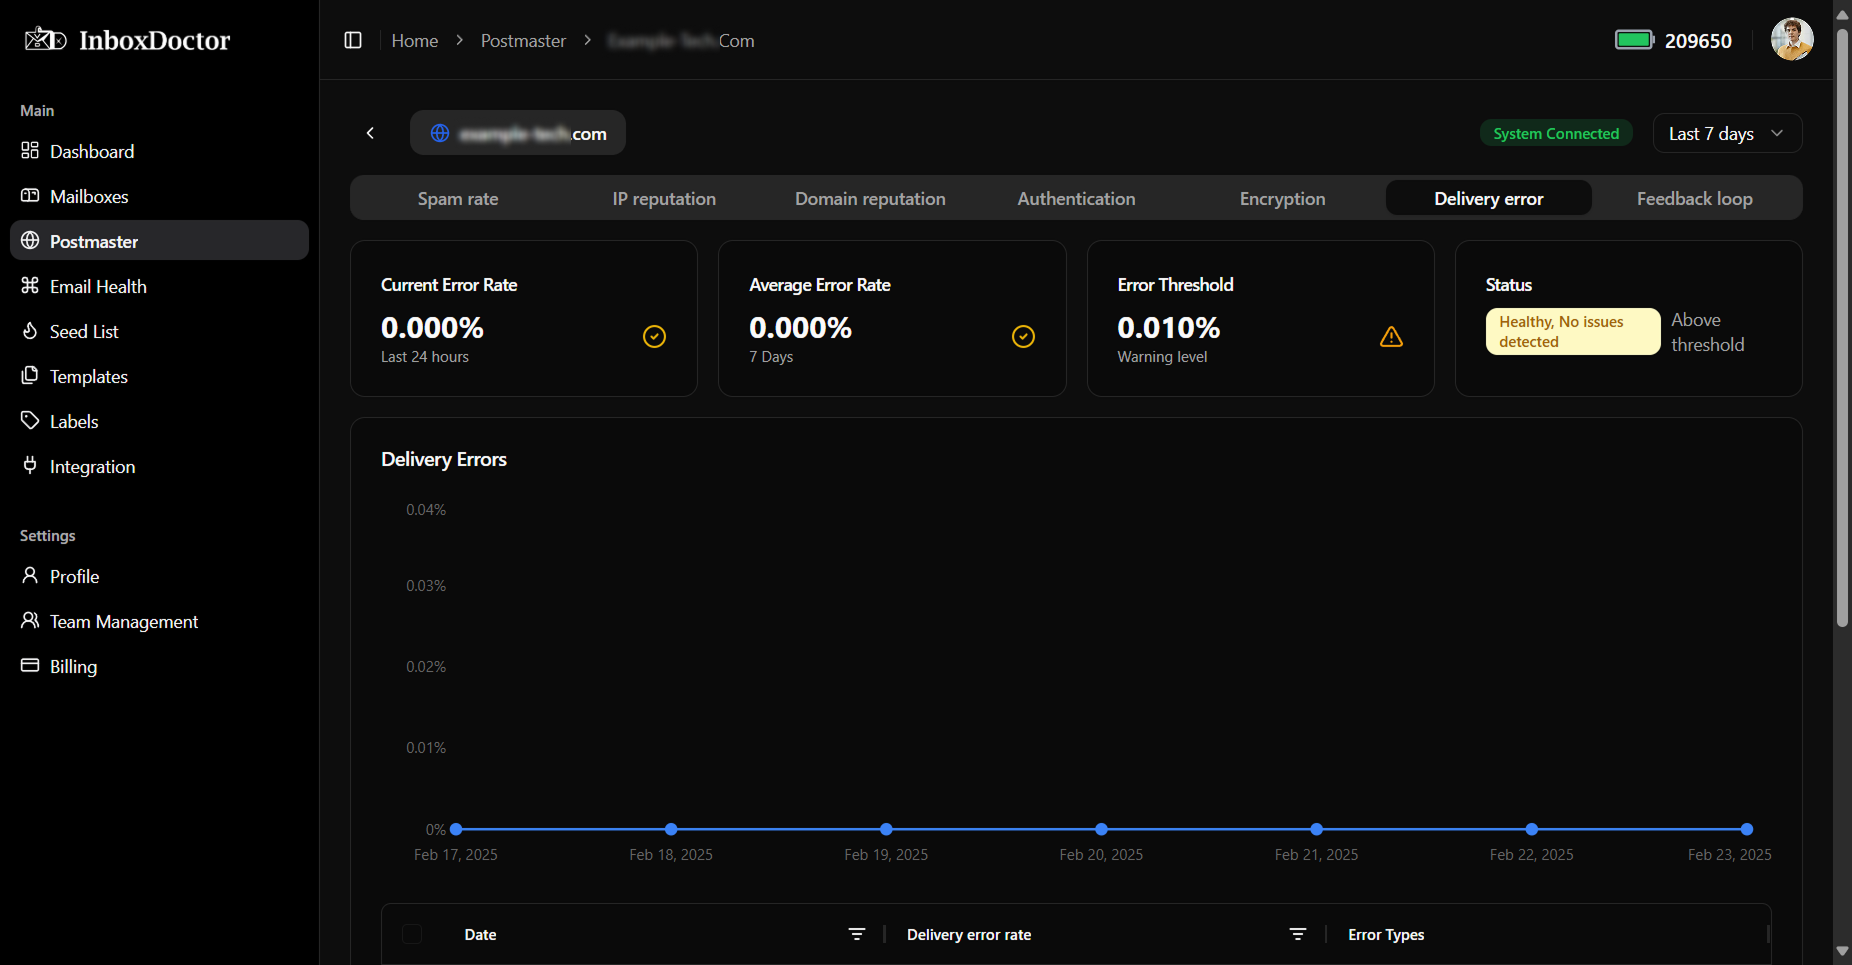 InboxDoctor
Home
Postmaster
Com
209650
Main
Dashboard
Mailboxes
Postmaster
Email Health
Seed List
Templates
Labels
Integration
Settings
Profile
Team Management
Billing
.com
System Connected
Last 7 days
Spam rate
IP reputation
Domain reputation
Authentication
Encryption
Delivery error
Feedback loop
Current Error Rate
0.000%
Last 24 hours
Average Error Rate
0.000%
7 Days
Error Threshold
0.010%
Warning level
Status
Healthy, No issues
detected
Above
threshold
Delivery Errors
0.04%
0.03%
0.02%
0.01%
0%
Feb 17, 2025
Feb 18, 2025
Feb 19, 2025
Feb 20, 2025
Feb 21, 2025
Feb 22, 2025
Feb 23, 2025
Date
Delivery error rate
Error Types